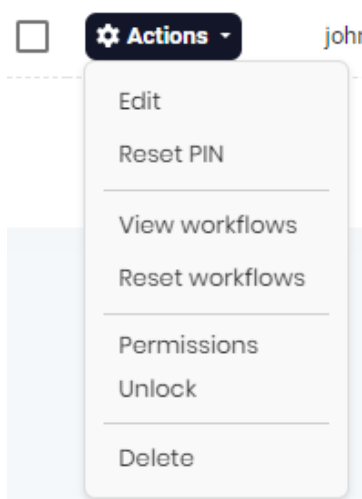 Actions
Edit
Reset PIN
View workflows
Reset workflows
Permissions
Unlock
Delete